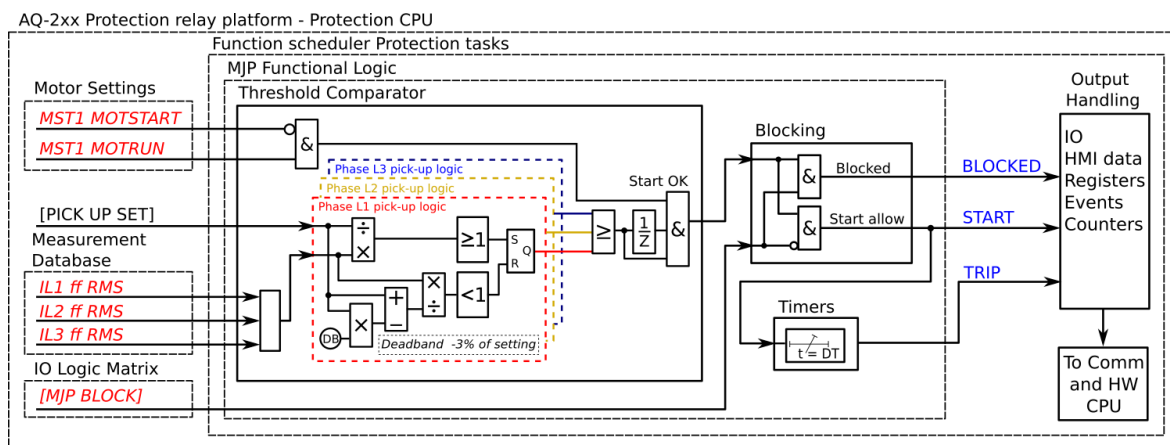 AQ-2xx Protection relay platform - Protection CPU
Function scheduler Protection tasks
MJP Functional Logic
Threshold Comparator
Motor Settings
MST1 MOTSTART
MST1 MOTRUN
&
Phase L3 pick-up logic
Phase L2 pick-up logic
Phase L1 pick-up logic
[PICK UP SET]
Measurement
Database
IL1 ff RMS
IL2 ff RMS
IL3 ff RMS
IO Logic Matrix
[MJP BLOCK]
÷
×
≥1
S
Q
R
×
÷
<1
+
−
×
DB
Deadband -3% of setting
≥
1
Z
Start OK
&
Blocking
&
Blocked
&
Start allow
Timers
t = DT
BLOCKED
START
TRIP
Output
Handling
IO
HMI data
Registers
Events
Counters
To Comm
and HW
CPU